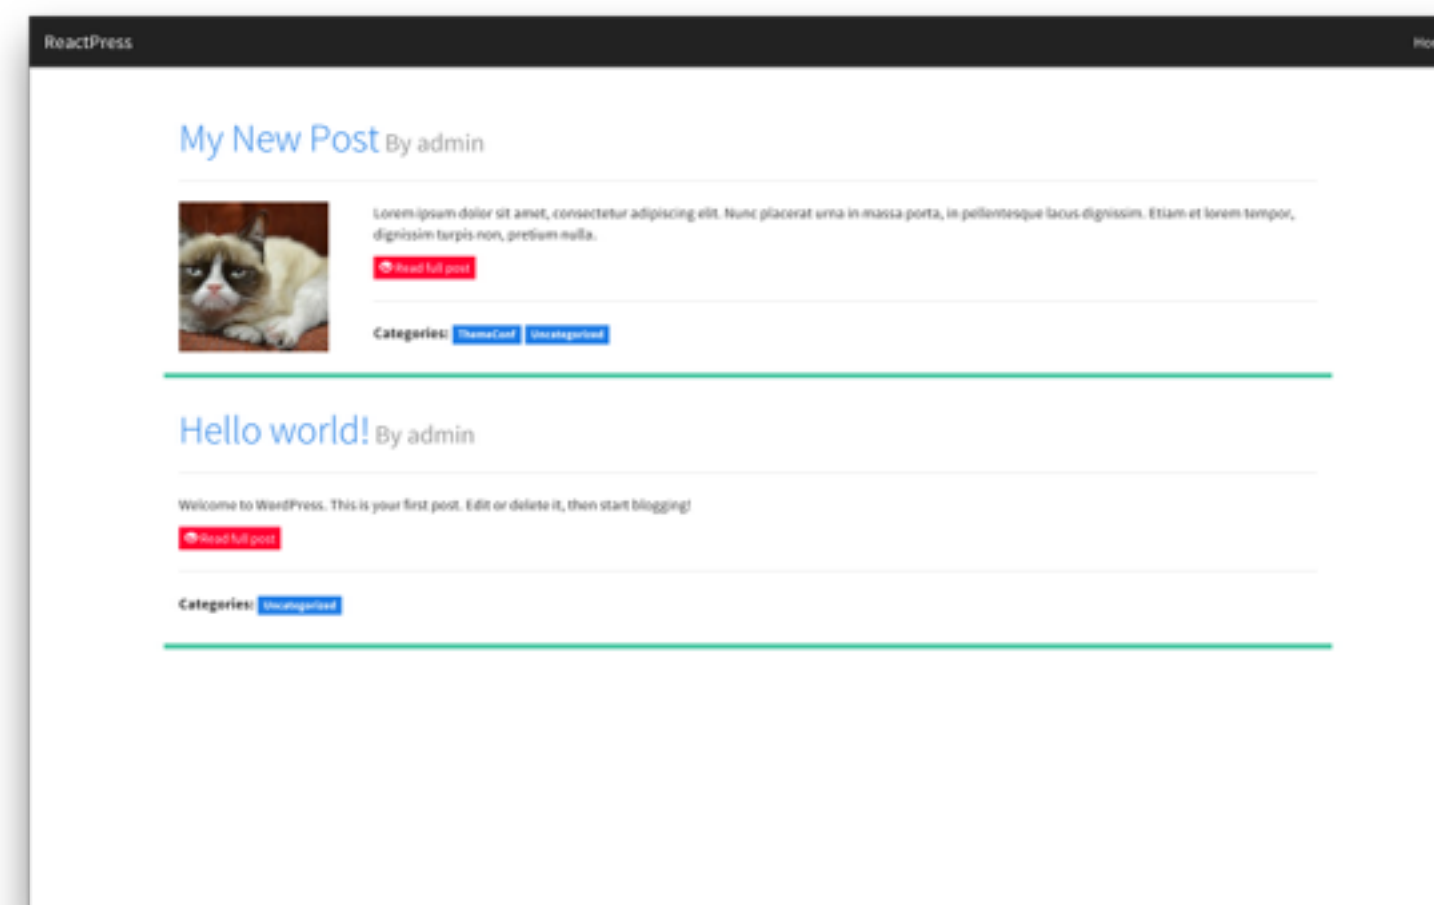 ReactPress
My New Post By admin
Lorem ipsum dolor sit amet, consectetur adipiscing elit. Nunc placerat urna in massa porta, in pellentesque lacus dignissim. Etiam et lorem tempor,
dignissim turpis non, pretium nulla.
Read full post
Categories: ThemeConf Uncategorized
Hello world! By admin
Welcome to WordPress. This is your first post. Edit or delete it, then start blogging!
Read full post
Categories: Uncategorized